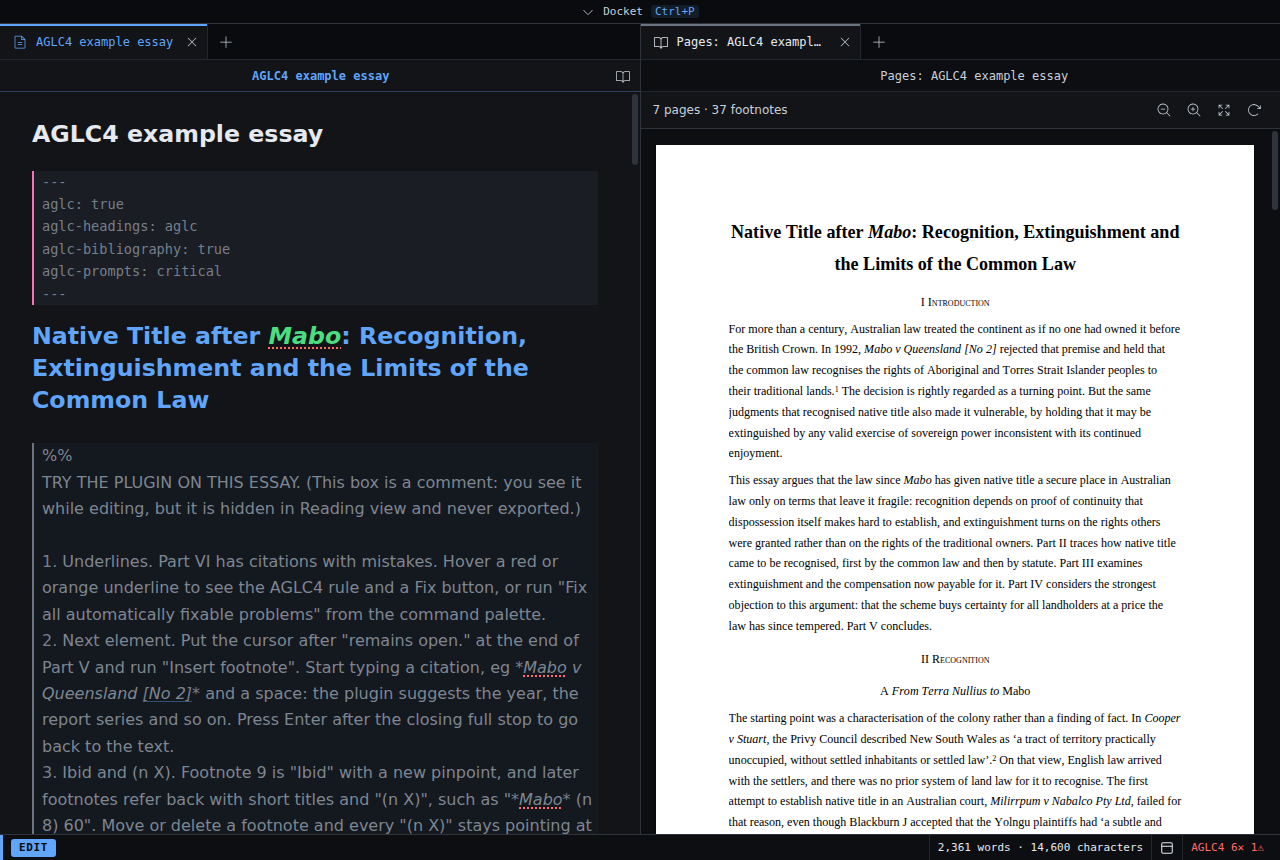 Docket Ctrl+P
AGLC4 example essay
Pages: AGLC4 exampl…
AGLC4 example essay
Pages: AGLC4 example essay
7 pages · 37 footnotes
AGLC4 example essay
---
aglc: true
aglc-headings: aglc
aglc-bibliography: true
aglc-prompts: critical
---
Native Title after Mabo: Recognition,
Extinguishment and the Limits of the
Common Law
%%
TRY THE PLUGIN ON THIS ESSAY. (This box is a comment: you see it
while editing, but it is hidden in Reading view and never exported.)
1. Underlines. Part VI has citations with mistakes. Hover a red or
orange underline to see the AGLC4 rule and a Fix button, or run "Fix
all automatically fixable problems" from the command palette.
2. Next element. Put the cursor after "remains open." at the end of
Part V and run "Insert footnote". Start typing a citation, eg *Mabo v
Queensland [No 2]* and a space: the plugin suggests the year, the
report series and so on. Press Enter after the closing full stop to go
back to the text.
3. Ibid and (n X). Footnote 9 is "Ibid" with a new pinpoint, and later
footnotes refer back with short titles and "(n X)", such as "*Mabo* (n
8) 60". Move or delete a footnote and every "(n X)" stays pointing at
Native Title after Mabo: Recognition, Extinguishment and
the Limits of the Common Law
I Introduction
For more than a century, Australian law treated the continent as if no one had owned it before
the British Crown. In 1992, Mabo v Queensland [No 2] rejected that premise and held that
the common law recognises the rights of Aboriginal and Torres Strait Islander peoples to
their traditional lands.¹ The decision is rightly regarded as a turning point. But the same
judgments that recognised native title also made it vulnerable, by holding that it may be
extinguished by any valid exercise of sovereign power inconsistent with its continued
enjoyment.
This essay argues that the law since Mabo has given native title a secure place in Australian
law only on terms that leave it fragile: recognition depends on proof of continuity that
dispossession itself makes hard to establish, and extinguishment turns on the rights others
were granted rather than on the rights of the traditional owners. Part II traces how native title
came to be recognised, first by the common law and then by statute. Part III examines
extinguishment and the compensation now payable for it. Part IV considers the strongest
objection to this argument: that the scheme buys certainty for all landholders at a price the
law has since tempered. Part V concludes.
II Recognition
A From Terra Nullius to Mabo
The starting point was a characterisation of the colony rather than a finding of fact. In Cooper
v Stuart, the Privy Council described New South Wales as ‘a tract of territory practically
unoccupied, without settled inhabitants or settled law’.² On that view, English law arrived
with the settlers, and there was no prior system of land law for it to recognise. The first
attempt to establish native title in an Australian court, Milirrpum v Nabalco Pty Ltd, failed for
that reason, even though Blackburn J accepted that the Yolngu plaintiffs had ‘a subtle and
EDIT
2,361 words · 14,600 characters
AGLC4 6× 1⚠